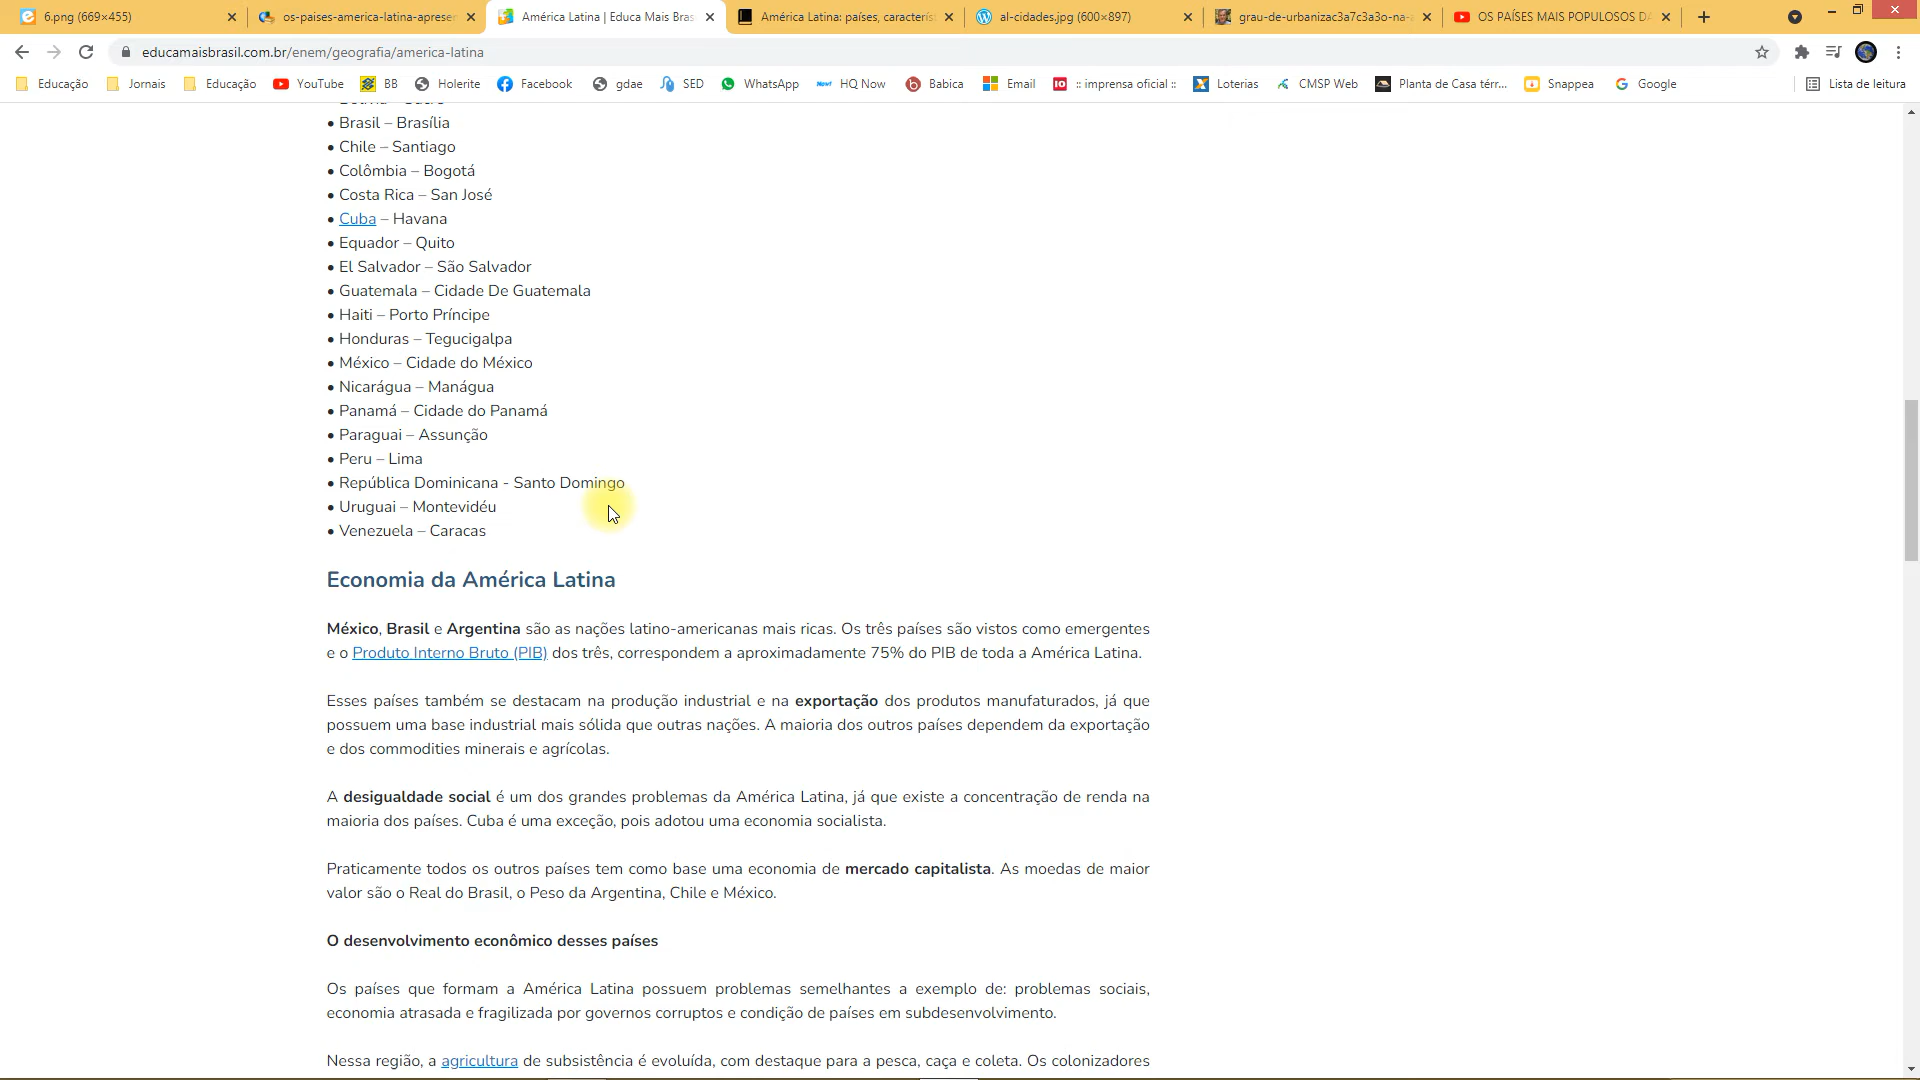 6.png (669×455)
os-paises-america-latina-aprese
América Latina | Educa Mais Bras
América Latina: países, caracterís
al-cidades.jpg (600×897)
grau-de-urbanizac3a7c3a3o-na-a
OS PAÍSES MAIS POPULOSOS DA
educamaisbrasil.com.br/enem/geografia/america-latina
Educação
Jornais
Educação
YouTube
BB
Holerite
Facebook
gdae
SED
WhatsApp
HQ Now
Babica
Email
:: imprensa oficial ::
Loterias
CMSP Web
Planta de Casa térr...
Snappea
Google
Lista de leitura
• Brasil – Brasília
• Chile – Santiago
• Colômbia – Bogotá
• Costa Rica – San José
• Cuba – Havana
• Equador – Quito
• El Salvador – São Salvador
• Guatemala – Cidade De Guatemala
• Haiti – Porto Príncipe
• Honduras – Tegucigalpa
• México – Cidade do México
• Nicarágua – Manágua
• Panamá – Cidade do Panamá
• Paraguai – Assunção
• Peru – Lima
• República Dominicana - Santo Domingo
• Uruguai – Montevidéu
• Venezuela – Caracas
Economia da América Latina
México, Brasil e Argentina são as nações latino-americanas mais ricas. Os três países são vistos como emergentes
e o Produto Interno Bruto (PIB) dos três, correspondem a aproximadamente 75% do PIB de toda a América Latina.
Esses países também se destacam na produção industrial e na exportação dos produtos manufaturados, já que
possuem uma base industrial mais sólida que outras nações. A maioria dos outros países dependem da exportação
e dos commodities minerais e agrícolas.
A desigualdade social é um dos grandes problemas da América Latina, já que existe a concentração de renda na
maioria dos países. Cuba é uma exceção, pois adotou uma economia socialista.
Praticamente todos os outros países tem como base uma economia de mercado capitalista. As moedas de maior
valor são o Real do Brasil, o Peso da Argentina, Chile e México.
O desenvolvimento econômico desses países
Os países que formam a América Latina possuem problemas semelhantes a exemplo de: problemas sociais,
economia atrasada e fragilizada por governos corruptos e condição de países em subdesenvolvimento.
Nessa região, a agricultura de subsistência é evoluída, com destaque para a pesca, caça e coleta. Os colonizadores